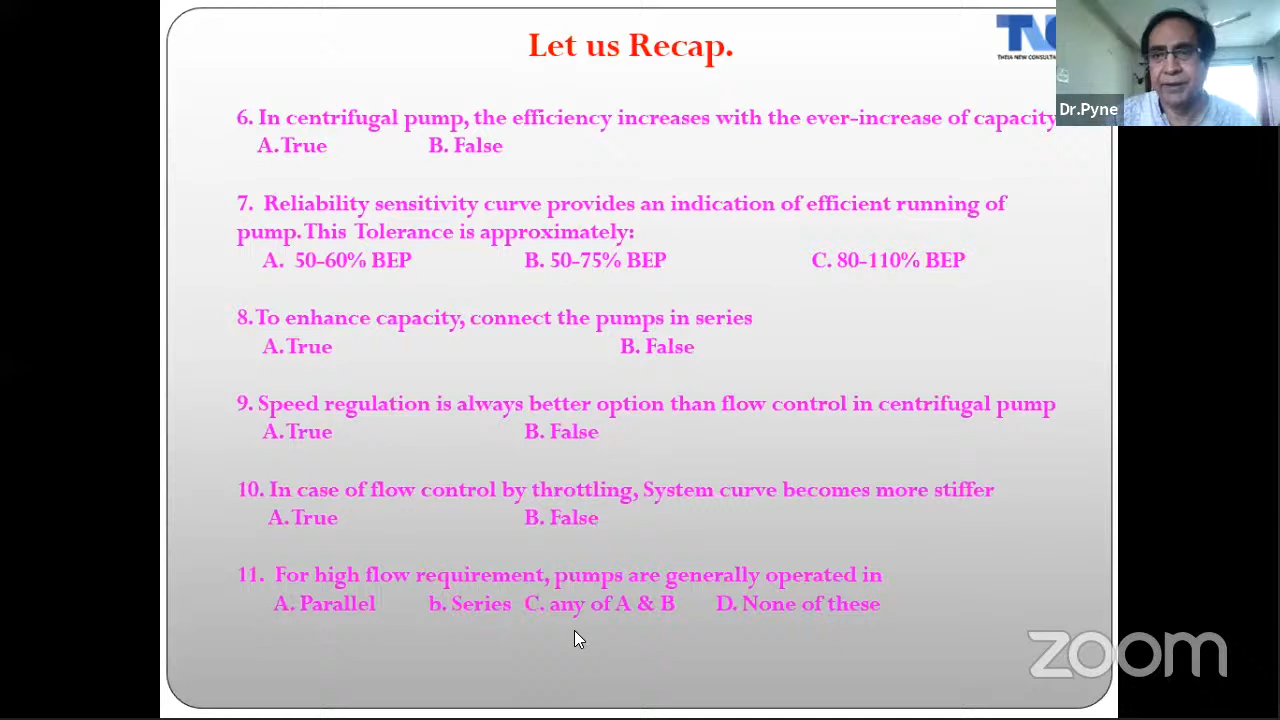 Let us Recap.
TNC
THEIA NEW CONSULT
Dr.Pyne
6. In centrifugal pump, the efficiency increases with the ever-increase of capacity
A. True B. False
7. Reliability sensitivity curve provides an indication of efficient running of
pump. This Tolerance is approximately:
A. 50-60% BEP B. 50-75% BEP C. 80-110% BEP
8. To enhance capacity, connect the pumps in series
A. True B. False
9. Speed regulation is always better option than flow control in centrifugal pump
A. True B. False
10. In case of flow control by throttling, System curve becomes more stiffer
A. True B. False
11. For high flow requirement, pumps are generally operated in
A. Parallel b. Series C. any of A & B D. None of these
zoom